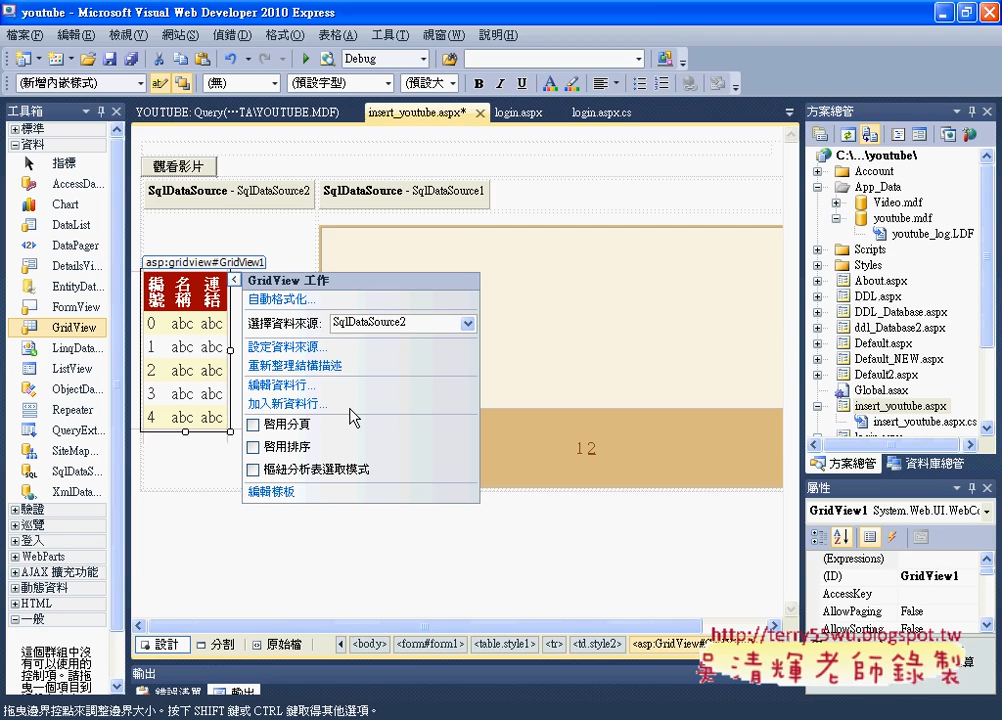 youtube - Microsoft Visual Web Developer 2010 Express
檔案(F) 編輯(E) 檢視(V) 網站(S) 偵錯(D) 格式(O) 表格(A) 工具(T) 視窗(W) 說明(H)
Debug
(新增內嵌樣式) (無) (預設字型) (預設大 B I U A
工具箱
標準
資料
指標
AccessDa...
Chart
DataList
DataPager
DetailsVi...
EntityDat...
FormView
GridView
LinqData...
ListView
ObjectDa...
Repeater
QueryExt...
SiteMap...
SqlDataS...
XmlData...
驗證
巡覽
登入
WebParts
AJAX 擴充功能
動態資料
HTML
一般
這個群組中沒
有可以使用的
控制項。請拖
曳一個項目到
YOUTUBE: Query(···TA\YOUTUBE.MDF) insert_youtube.aspx* login.aspx login.aspx.cs
觀看影片
SqlDataSource - SqlDataSource2 SqlDataSource - SqlDataSource1
asp:gridview#GridView1
編號 名稱 連結
0 abc abc
1 abc abc
2 abc abc
3 abc abc
4 abc abc
GridView 工作
自動格式化...
選擇資料來源: SqlDataSource2
設定資料來源...
重新整理結構描述
編輯資料行...
加入新資料行...
啟用分頁
啟用排序
樞紐分析表選取模式
編輯樣板
12
設計 分割 原始檔 <body> <form#form1> <table.style1> <tr> <td.style2> <asp:GridView#G
輸出
錯誤清單 輸出
方案總管
C:\...\youtube\
Account
App_Data
Video.mdf
youtube.mdf
youtube_log.LDF
Scripts
Styles
About.aspx
DDL.aspx
DDL_Database.aspx
ddl_Database2.aspx
Default.aspx
Default_NEW.aspx
Default2.aspx
Global.asax
insert_youtube.aspx
insert_youtube.aspx.cs
方案總管 資料庫總管
屬性
GridView1 System.Web.UI.WebCo
(Expressions)
(ID) GridView1
AccessKey
AllowPaging False
AllowSorting False
http://terry55wu.blogspot.tw
吳清輝老師錄製
拖曳邊界控點來調整邊界大小。按下 SHIFT 鍵或 CTRL 鍵取得其他選項。